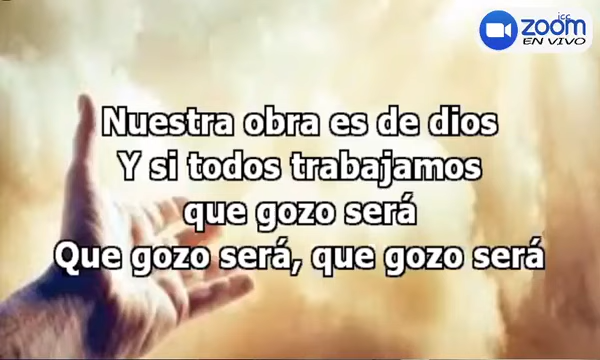 icc
zoom
EN VIVO
Nuestra obra es de dios
Y si todos trabajamos
que gozo será
Que gozo será, que gozo será